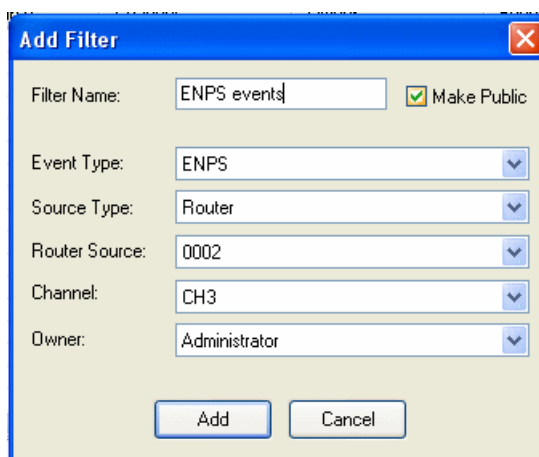 Add Filter
Filter Name: ENPS events Make Public
Event Type: ENPS
Source Type: Router
Router Source: 0002
Channel: CH3
Owner: Administrator
Add Cancel